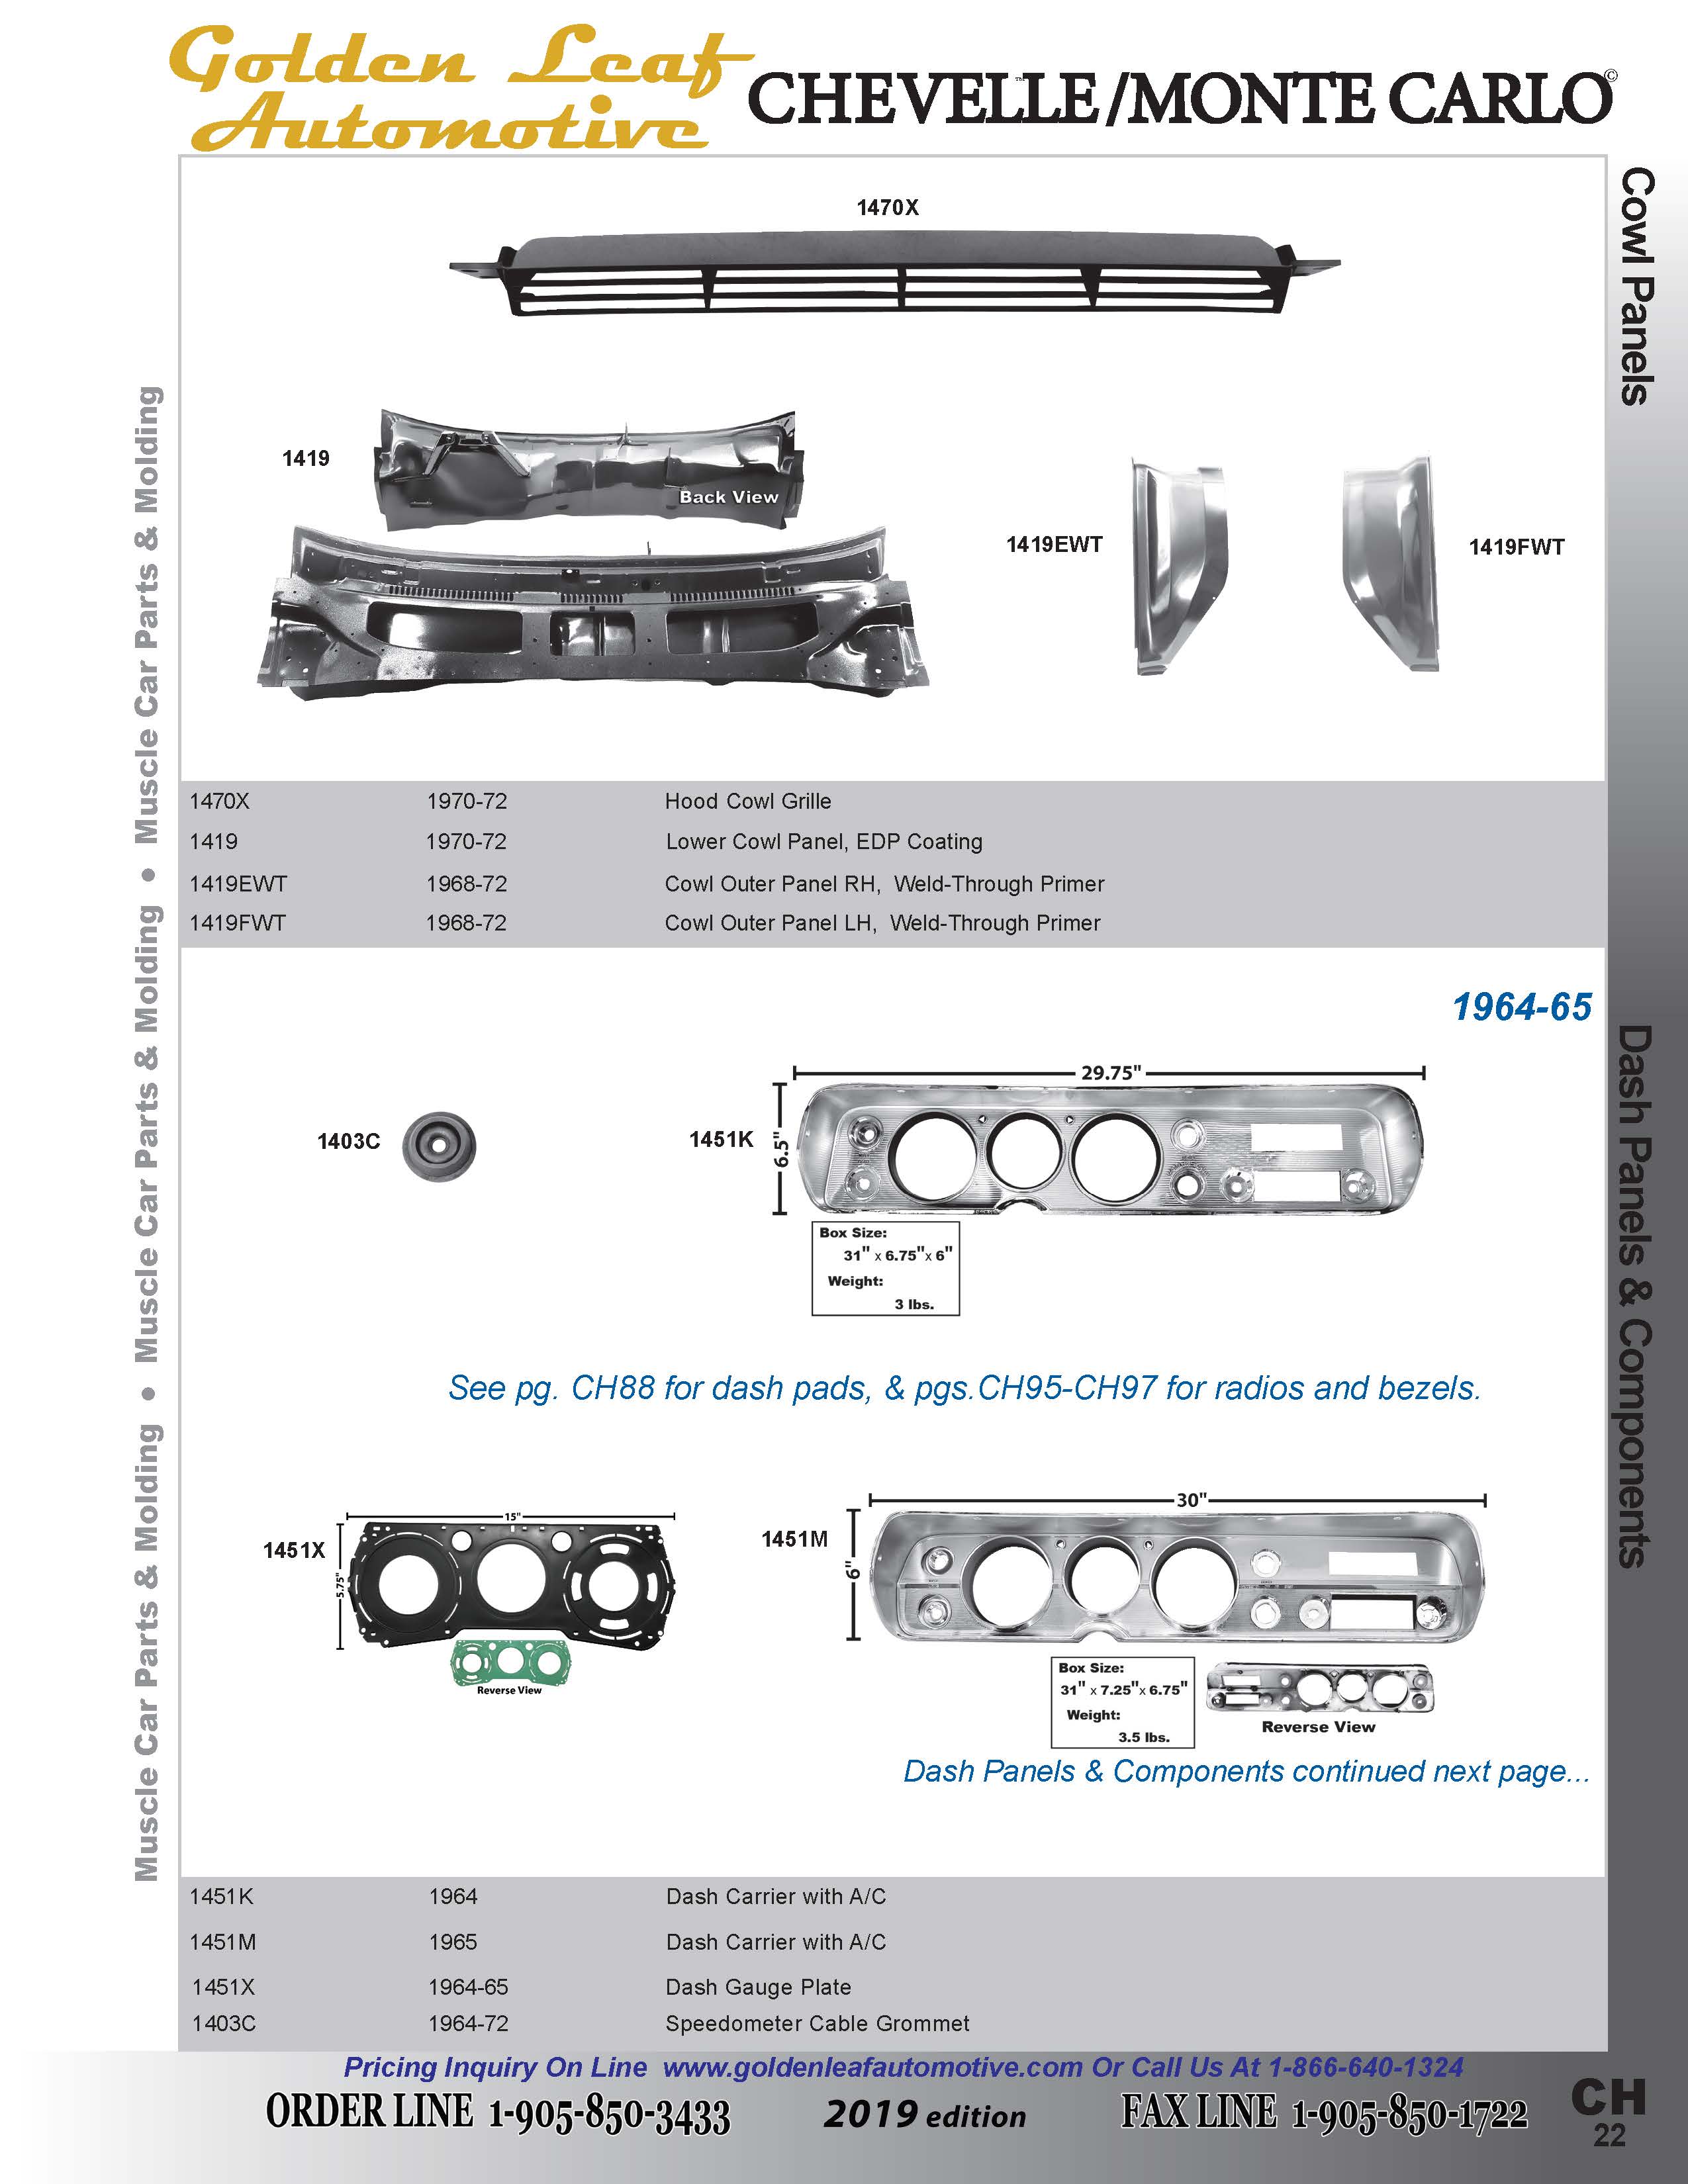 Golden Leaf
Automotive
CHEVELLE™/MONTE CARLO©
Cowl Panels
1470X
1419
Back View
1419EWT
1419FWT
Muscle Car Parts & Molding • Muscle Car Parts & Molding • Muscle Car Parts & Molding
1470X 1970-72 Hood Cowl Grille
1419 1970-72 Lower Cowl Panel, EDP Coating
1419EWT 1968-72 Cowl Outer Panel RH, Weld-Through Primer
1419FWT 1968-72 Cowl Outer Panel LH, Weld-Through Primer
Dash Panels & Components
1964-65
29.75"
1403C
1451K
6.5"
Box Size:
31" x 6.75"x 6"
Weight:
3 lbs.
See pg. CH88 for dash pads, & pgs.CH95-CH97 for radios and bezels.
15"
1451X
5.75"
Reverse View
30"
1451M
6"
Box Size:
31" x 7.25"x 6.75"
Weight:
3.5 lbs.
Reverse View
Dash Panels & Components continued next page...
1451K 1964 Dash Carrier with A/C
1451M 1965 Dash Carrier with A/C
1451X 1964-65 Dash Gauge Plate
1403C 1964-72 Speedometer Cable Grommet
Pricing Inquiry On Line www.goldenleafautomotive.com Or Call Us At 1-866-640-1324
ORDER LINE 1-905-850-3433 2019 edition FAX LINE 1-905-850-1722
CH
22